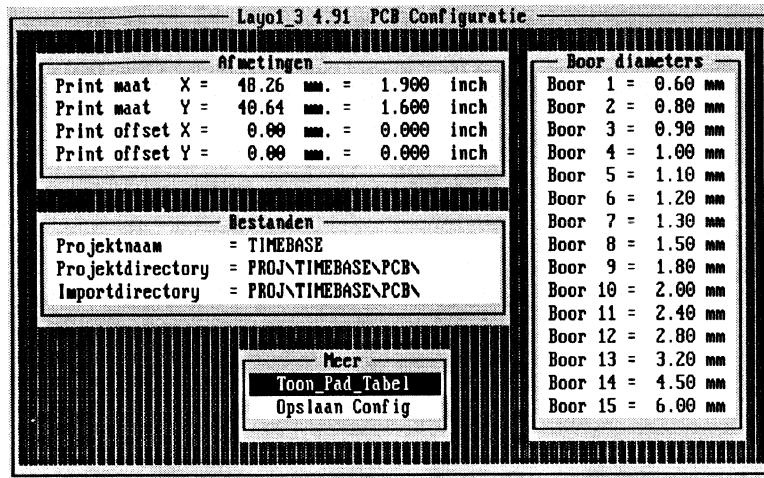 Layo1_3 4.91 PCB Configuratie
Afmetingen
Print maat X = 48.26 mm. = 1.900 inch
Print maat Y = 40.64 mm. = 1.600 inch
Print offset X = 0.00 mm. = 0.000 inch
Print offset Y = 0.00 mm. = 0.000 inch
Bestanden
Projektnaam = TIMEBASE
Projektdirectory = PROJ\TIMEBASE\PCB\
Importdirectory = PROJ\TIMEBASE\PCB\
Meer
Toon_Pad_Tabel
Opslaan Config
Boor diameters
Boor 1 = 0.60 mm
Boor 2 = 0.80 mm
Boor 3 = 0.90 mm
Boor 4 = 1.00 mm
Boor 5 = 1.10 mm
Boor 6 = 1.20 mm
Boor 7 = 1.30 mm
Boor 8 = 1.50 mm
Boor 9 = 1.80 mm
Boor 10 = 2.00 mm
Boor 11 = 2.40 mm
Boor 12 = 2.80 mm
Boor 13 = 3.20 mm
Boor 14 = 4.50 mm
Boor 15 = 6.00 mm